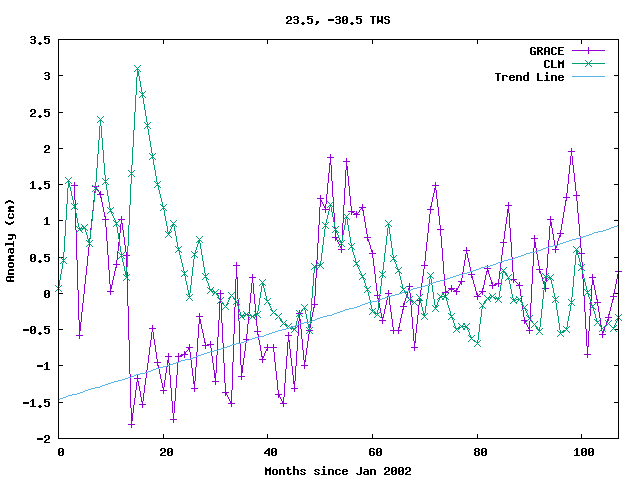 23.5, -30.5 TWS
GRACE
CLM
Trend Line
3.5
3
2.5
2
1.5
1
0.5
0
-0.5
-1
-1.5
-2
Anomaly (cm)
0 20 40 60 80 100
Months since Jan 2002